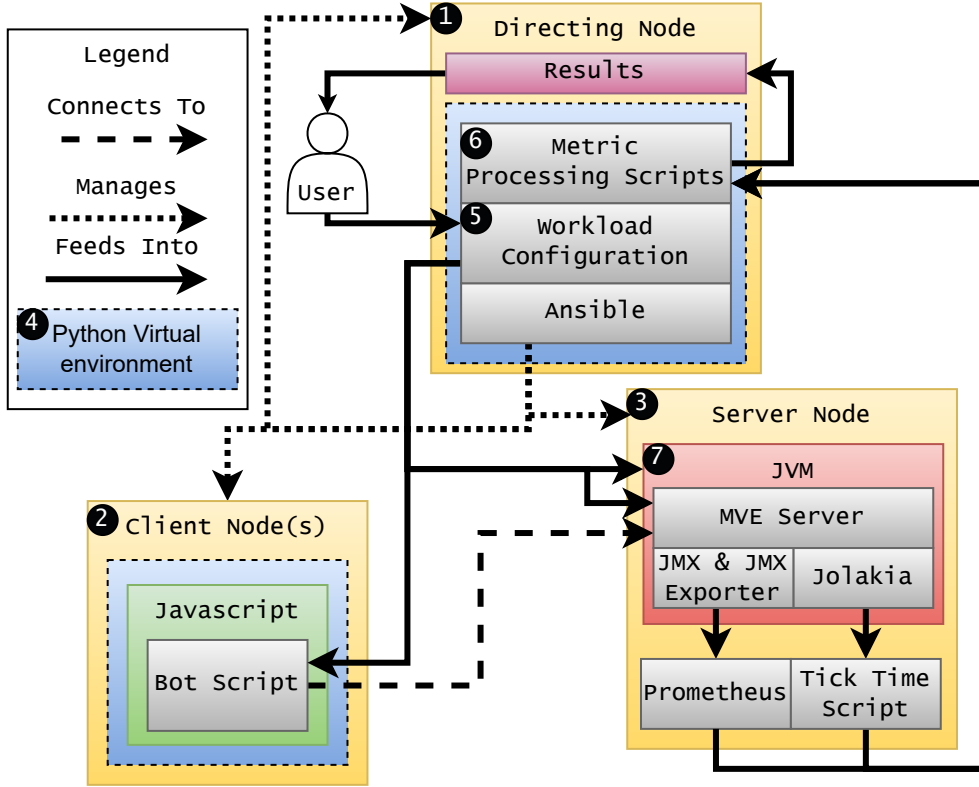 Legend
Connects To
Manages
Feeds Into
4
Python Virtual
environment
1
Directing Node
Results
User
6
Metric
Processing Scripts
5
Workload
Configuration
Ansible
3
Server Node
7
JVM
MVE Server
JMX & JMX
Exporter
Jolakia
Prometheus
Tick Time
Script
2
Client Node(s)
Javascript
Bot Script